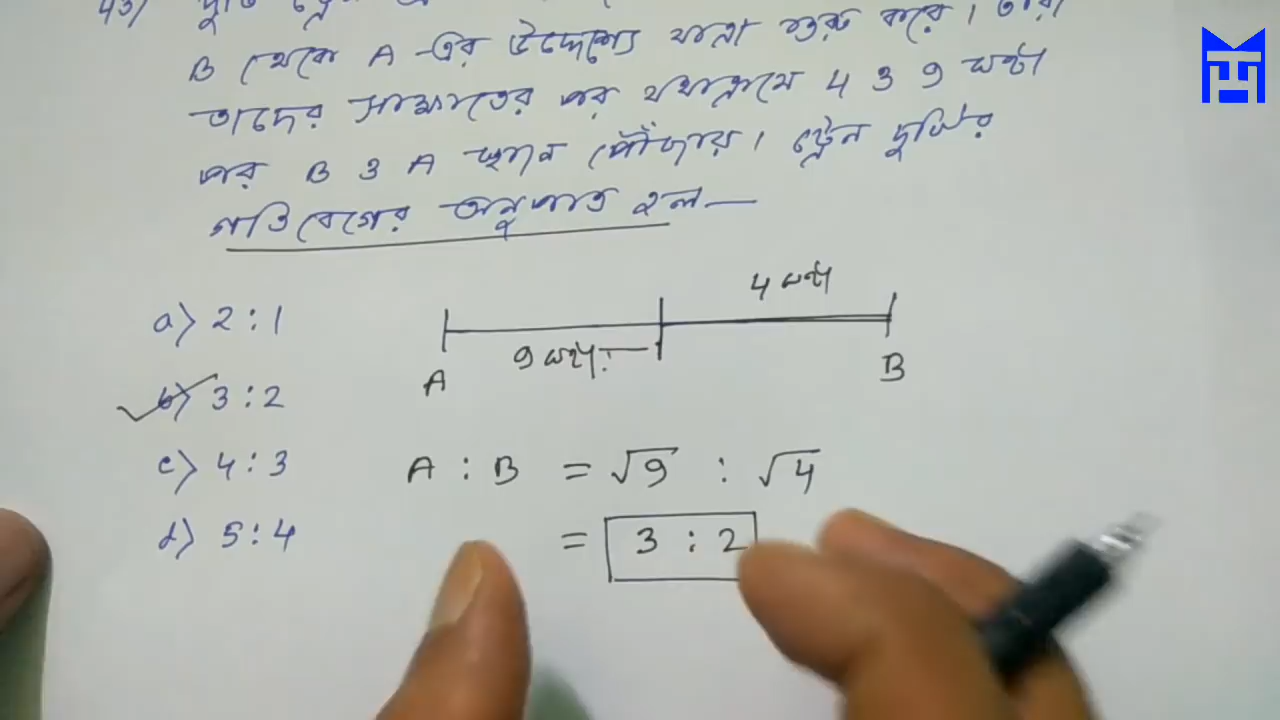 43) দুটি ট্রেন
B থেকে A এর উদ্দেশ্যে যাত্রা শুরু করে। তারা
তাদের সাক্ষাতের পর যথাক্রমে 4 ও 9 ঘন্টা
পর B ও A স্থানে পৌঁছায়। ট্রেন দুটির
গতিবেগের অনুপাত হল—
a) 2 : 1
b) 3 : 2
c) 4 : 3
d) 5 : 4
4 ঘন্টা
9 ঘন্টা
A
B
A : B = √9 : √4
= 3 : 2